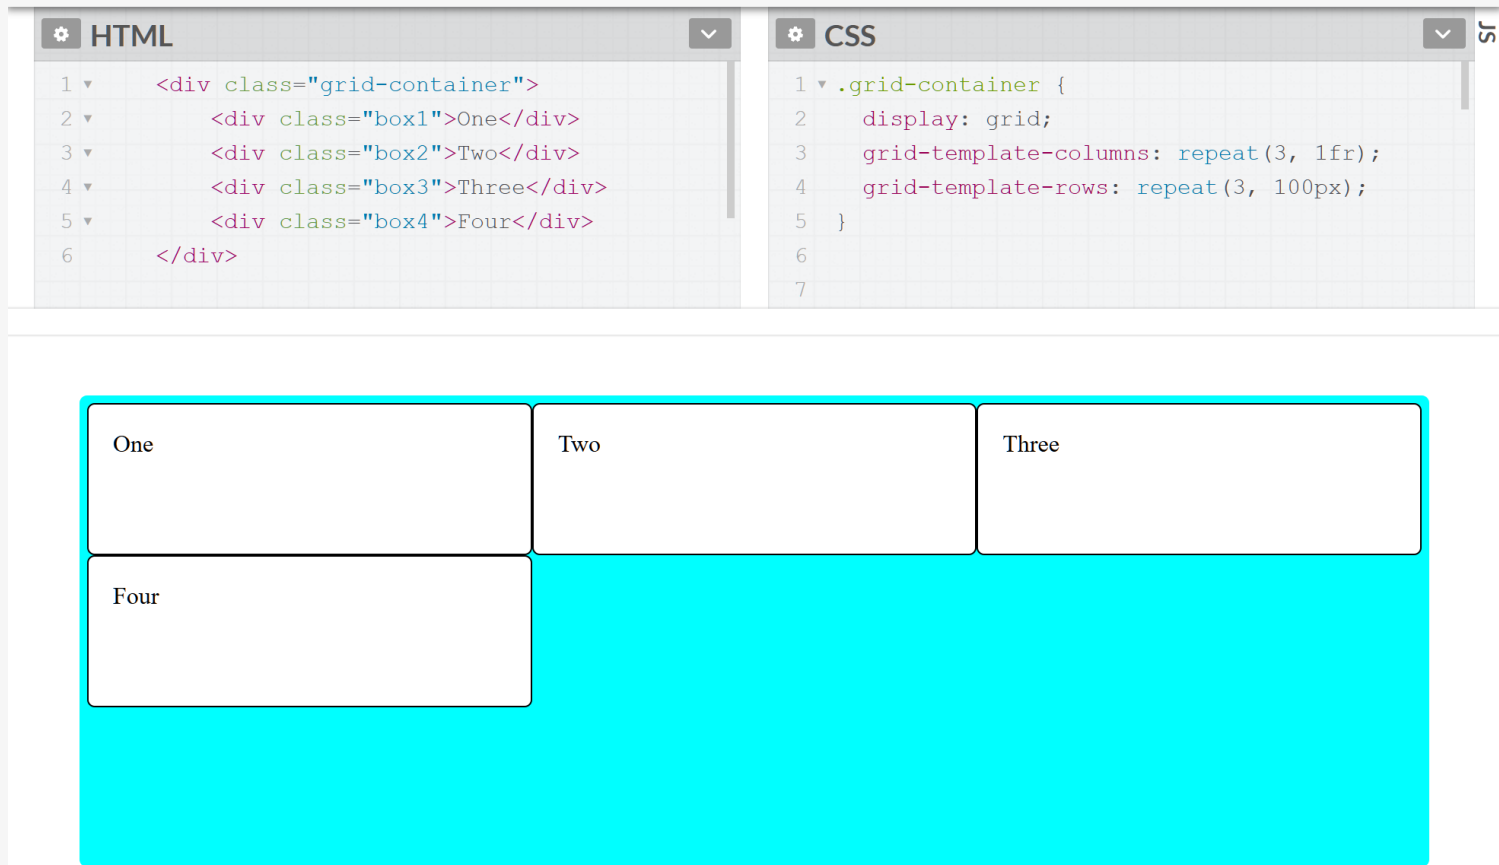 HTML
1 <div class="grid-container">
2 <div class="box1">One</div>
3 <div class="box2">Two</div>
4 <div class="box3">Three</div>
5 <div class="box4">Four</div>
6 </div>
CSS
1 .grid-container {
2 display: grid;
3 grid-template-columns: repeat(3, 1fr);
4 grid-template-rows: repeat(3, 100px);
5 }
6
7
JS
One
Two
Three
Four